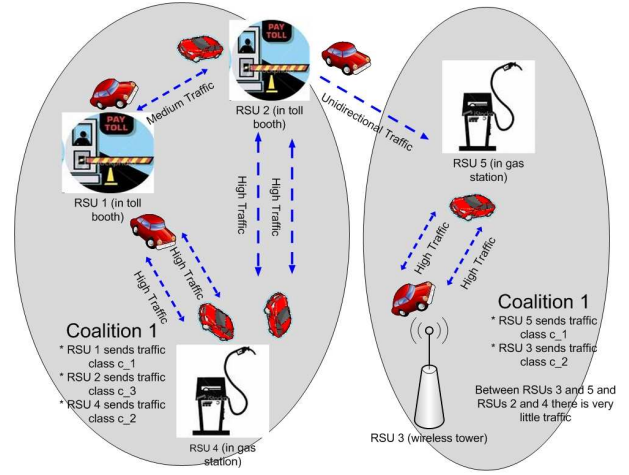 PAY
TOLL
RSU 2 (in toll
booth)
Medium Traffic
Unidirectional Traffic
PAY
TOLL
RSU 1 (in toll
booth)
RSU 5 (in gas
station)
High Traffic
High Traffic
High Traffic
High Traffic
High Traffic
High Traffic
Coalition 1
* RSU 1 sends traffic
class c_1
* RSU 2 sends traffic
class c_3
* RSU 4 sends traffic
class c_2
RSU 4 (in gas
station)
Coalition 1
* RSU 5 sends traffic
class c_1
* RSU 3 sends traffic
class c_2
Between RSUs 3 and 5 and
RSUs 2 and 4 there is very
little traffic
RSU 3 (wireless tower)